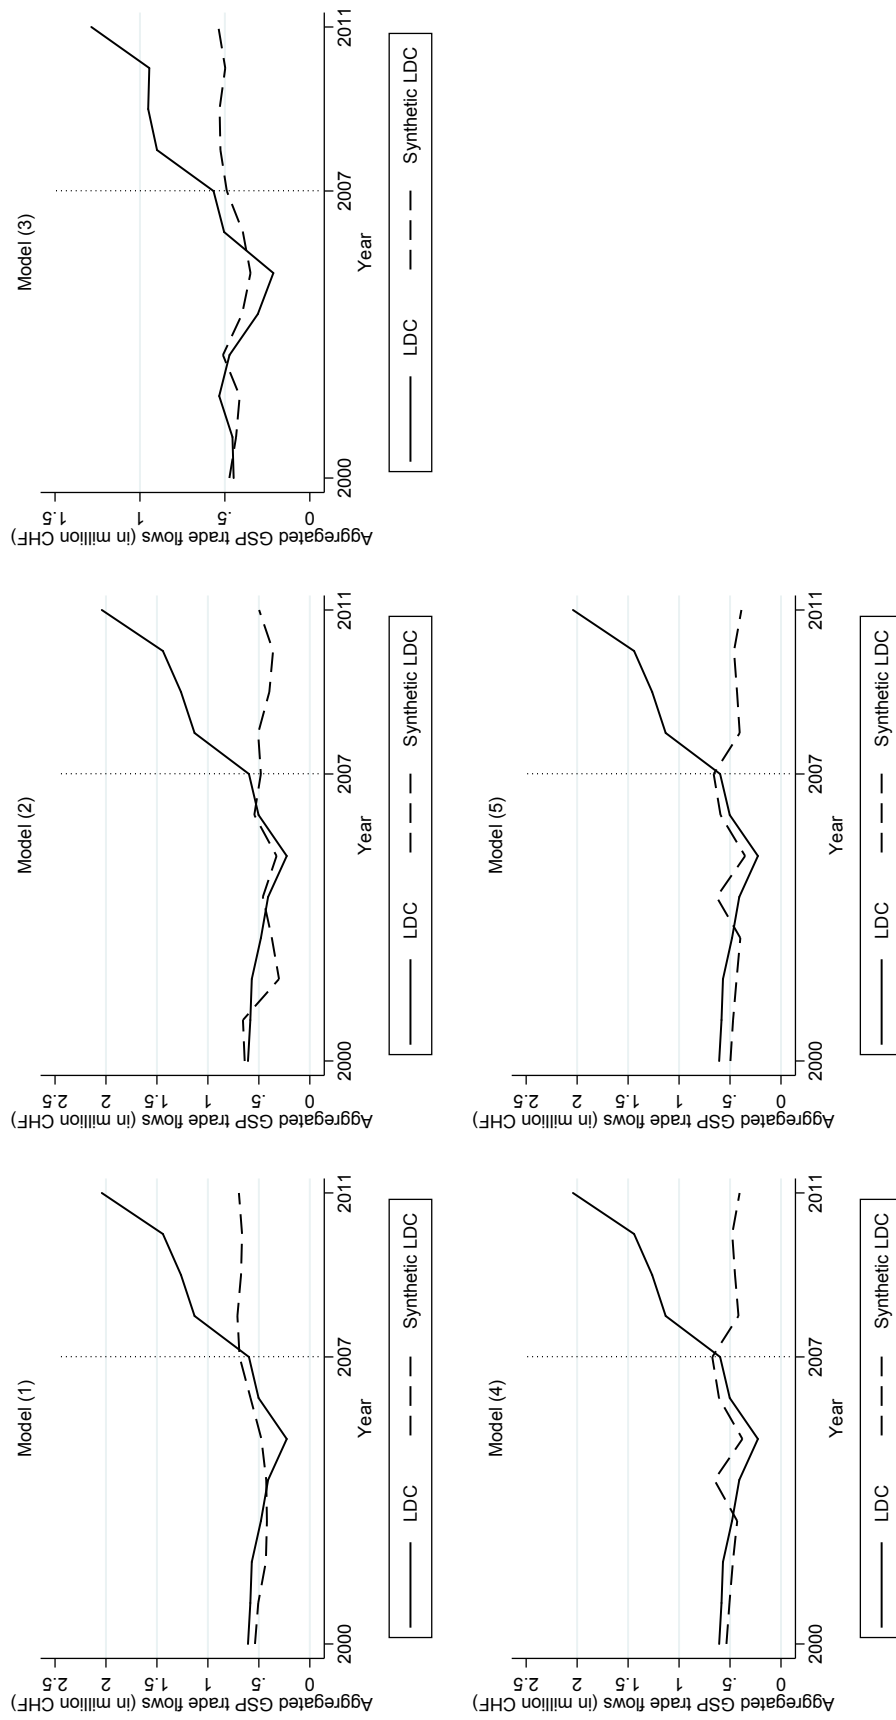 Model (1)
Aggregated GSP trade flows (in million CHF)
2.5
2
1.5
1
.5
0
2000
2007
2011
Year
LDC
Synthetic LDC
Model (2)
Aggregated GSP trade flows (in million CHF)
2.5
2
1.5
1
.5
0
2000
2007
2011
Year
LDC
Synthetic LDC
Model (3)
Aggregated GSP trade flows (in million CHF)
1.5
1
.5
0
2000
2007
2011
Year
LDC
Synthetic LDC
Model (4)
Aggregated GSP trade flows (in million CHF)
2.5
2
1.5
1
.5
0
2000
2007
2011
Year
LDC
Synthetic LDC
Model (5)
Aggregated GSP trade flows (in million CHF)
2.5
2
1.5
1
.5
0
2000
2007
2011
Year
LDC
Synthetic LDC